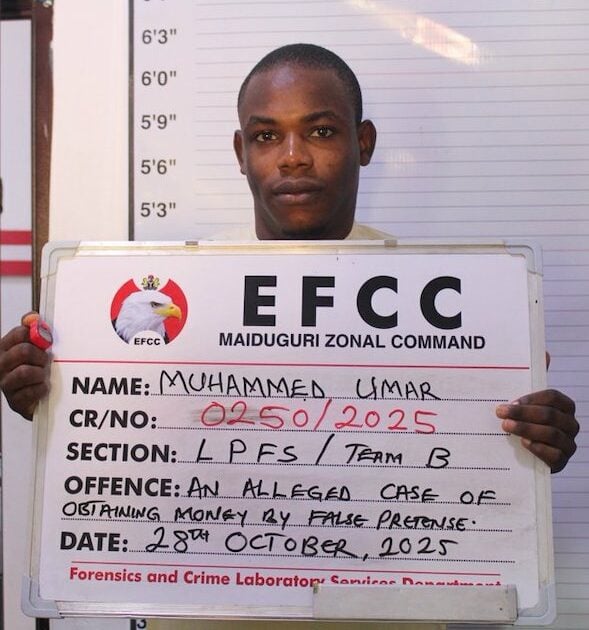 6'3"
6'0"
5'9"
5'6"
5'3"
EFCC
EFCC
MAIDUGURI ZONAL COMMAND
NAME: MUHAMMED UMAR
CR/NO: 0250/2025
SECTION: LPFS/TEAM B
OFFENCE: AN ALLEGED CASE OF
OBTAINING MONEY BY FALSE PRETENSE.
DATE: 28TH OCTOBER, 2025
Forensics and Crime Laboratory Services Department
3